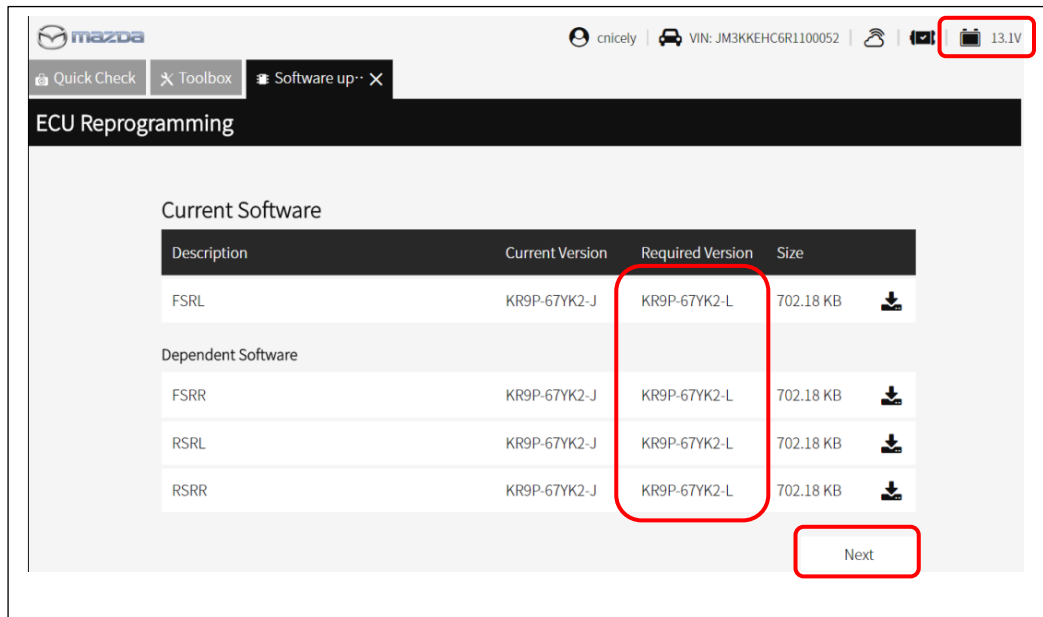 mazda cnicely VIN: JM3KKEHC6R1100052 13.1V
Quick Check Toolbox Software up··
ECU Reprogramming
Current Software
Description Current Version Required Version Size
FSRL KR9P-67YK2-J KR9P-67YK2-L 702.18 KB
Dependent Software
FSRR KR9P-67YK2-J KR9P-67YK2-L 702.18 KB
RSRL KR9P-67YK2-J KR9P-67YK2-L 702.18 KB
RSRR KR9P-67YK2-J KR9P-67YK2-L 702.18 KB
Next